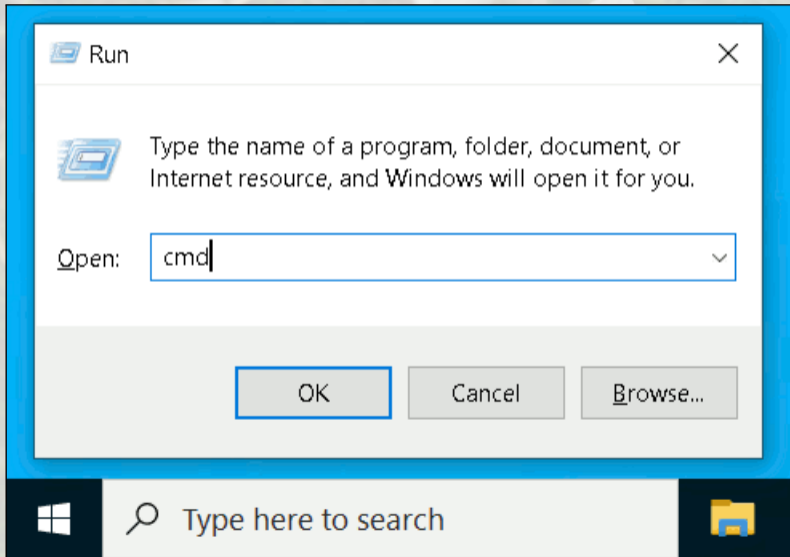 Run
Type the name of a program, folder, document, or
Internet resource, and Windows will open it for you.
Open:
cmd
OK
Cancel
Browse...
Type here to search